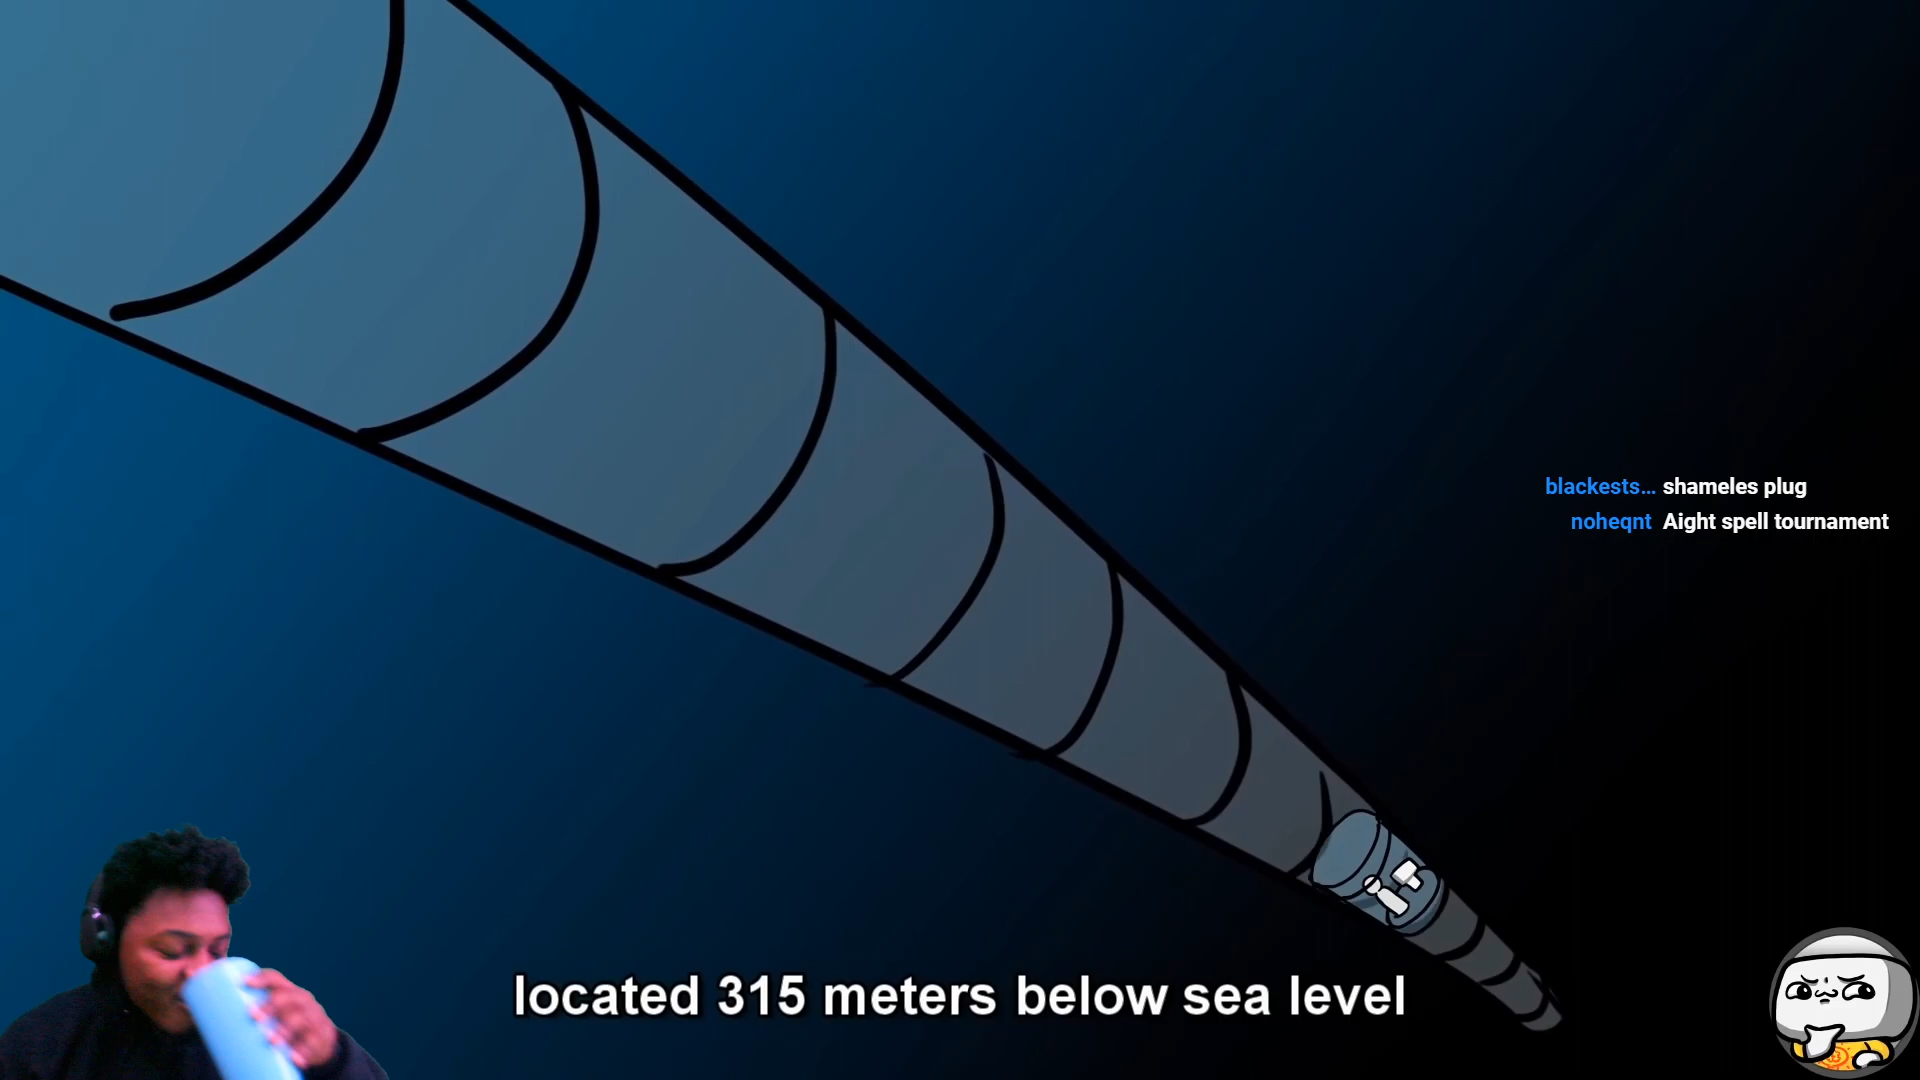 blackests... shameles plug
noheqnt Aight spell tournament
located 315 meters below sea level